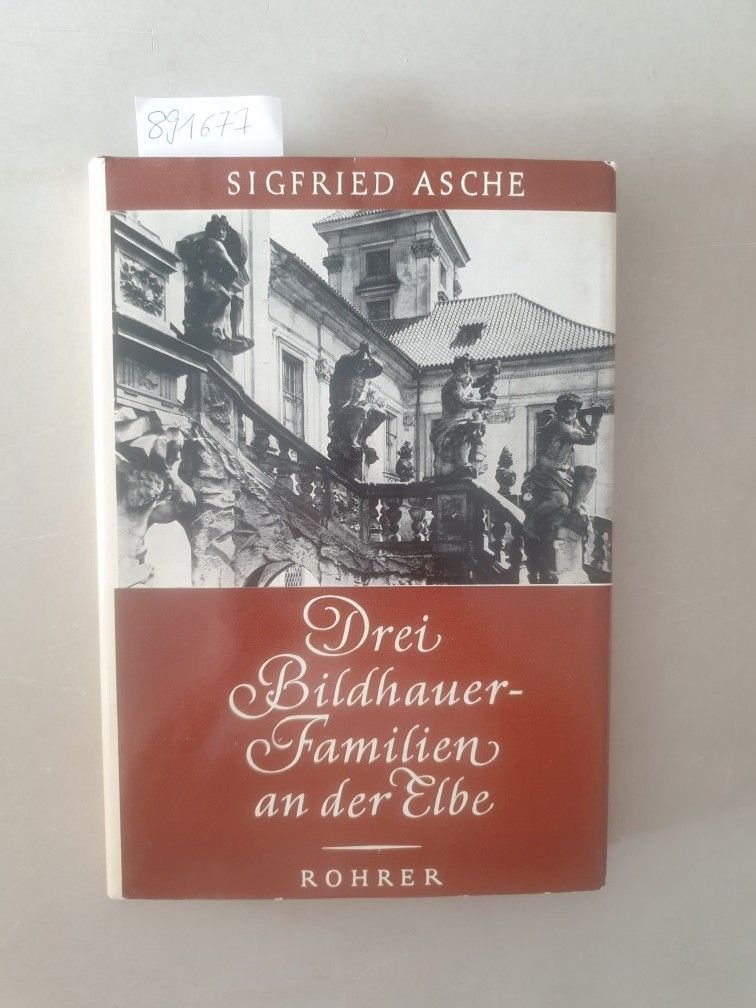 891677
SIGFRIED ASCHE
Drei
Bildhauer-
Familien
an der Elbe
ROHRER